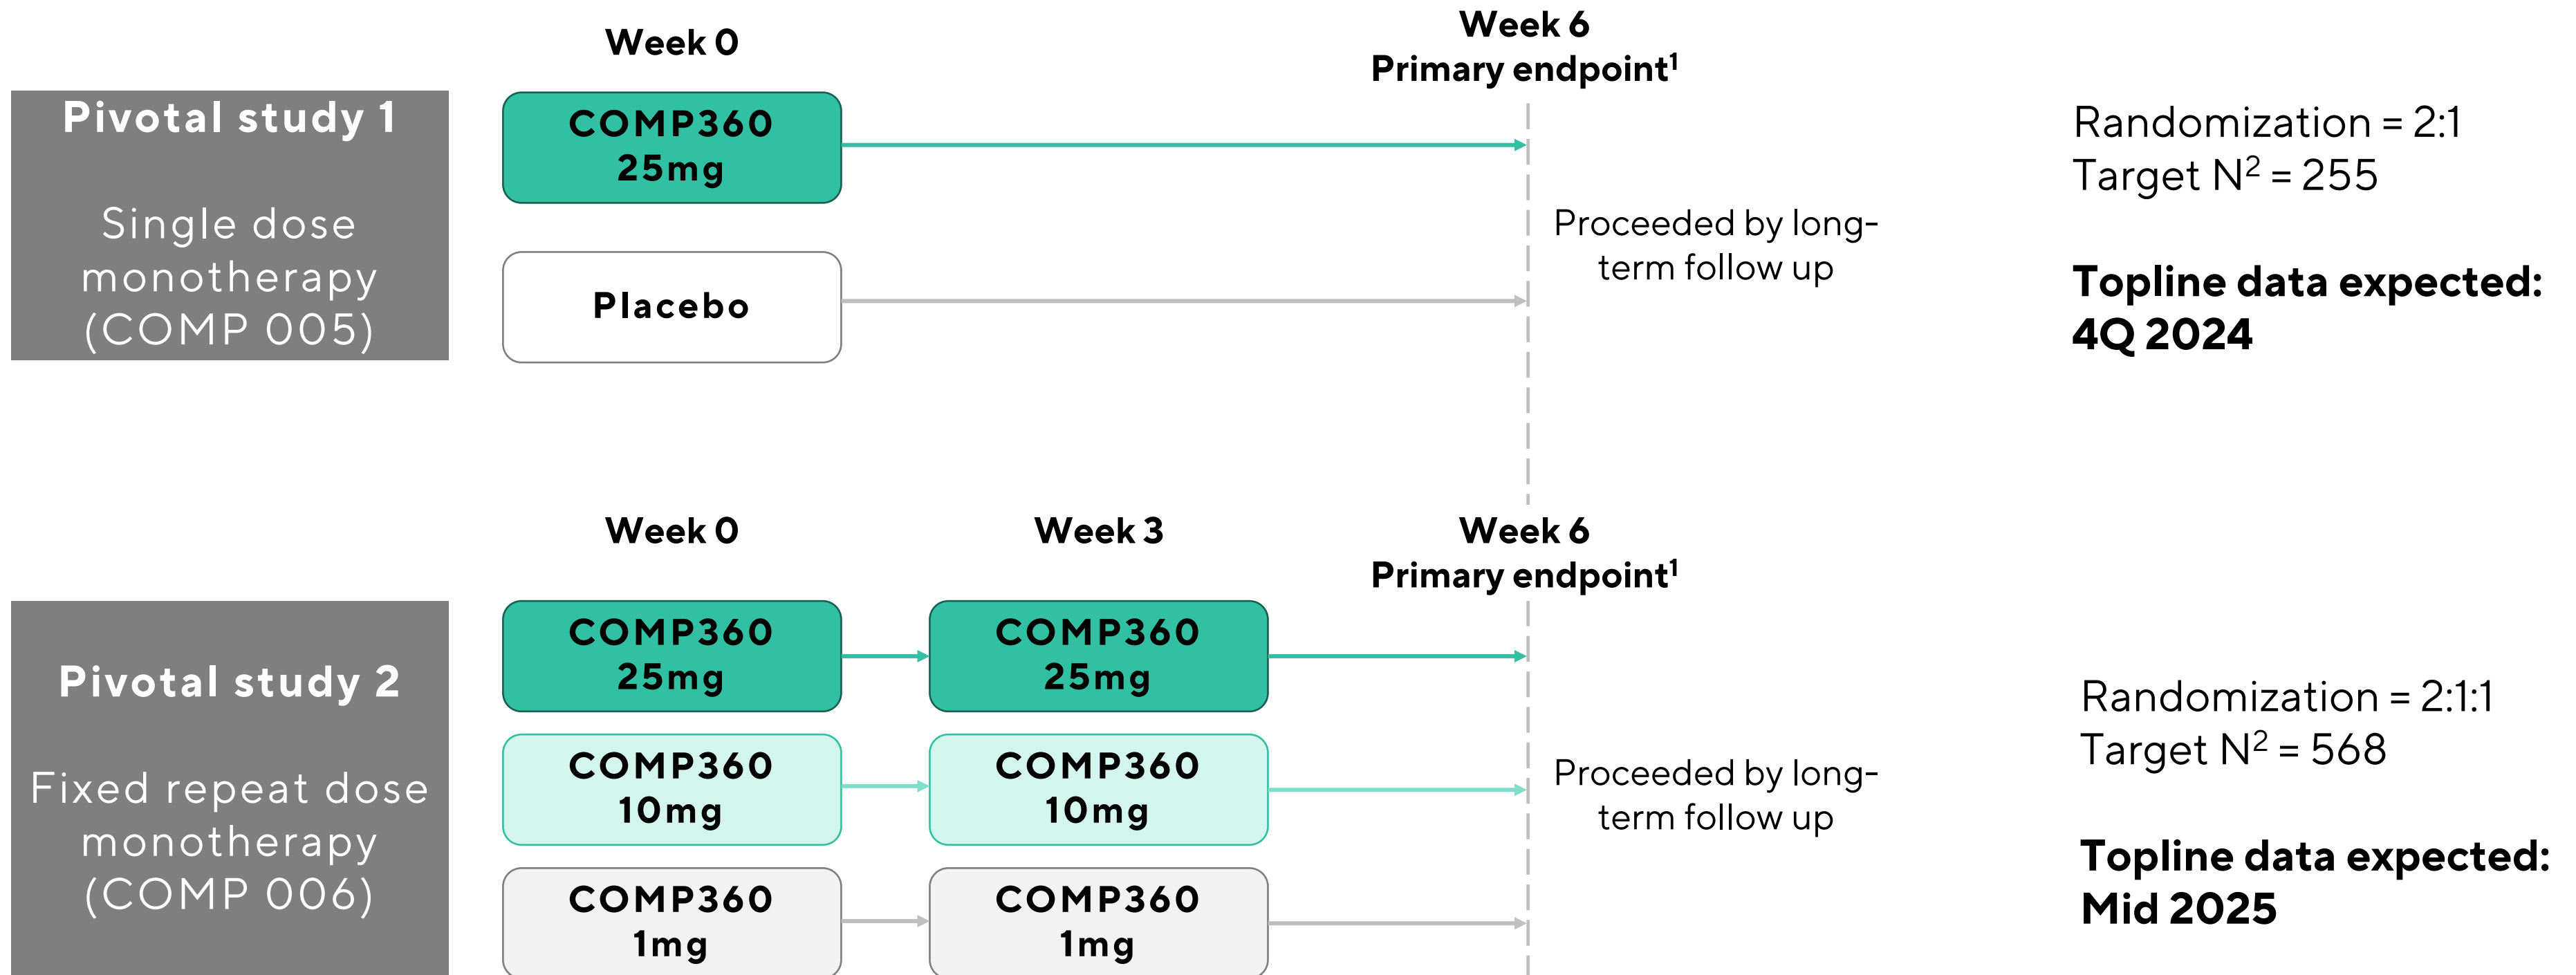 Week 0
Week 6
Primary endpoint¹
Pivotal study 1
Single dose
monotherapy
(COMP 005)
COMP360
25mg
Placebo
Proceeded by long-
term follow up
Randomization = 2:1
Target N² = 255
Topline data expected:
4Q 2024
Week 0
Week 3
Week 6
Primary endpoint¹
Pivotal study 2
Fixed repeat dose
monotherapy
(COMP 006)
COMP360
25mg
COMP360
25mg
COMP360
10mg
COMP360
10mg
COMP360
1mg
COMP360
1mg
Proceeded by long-
term follow up
Randomization = 2:1:1
Target N² = 568
Topline data expected:
Mid 2025